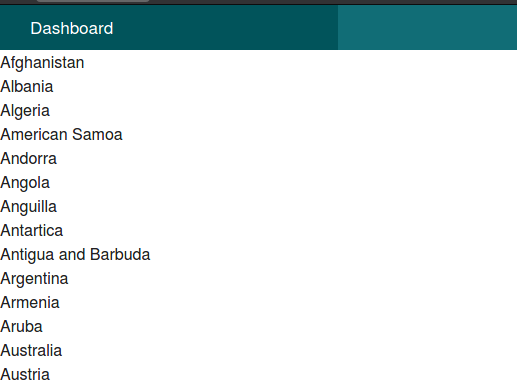 Dashboard
Afghanistan
Albania
Algeria
American Samoa
Andorra
Angola
Anguilla
Antartica
Antigua and Barbuda
Argentina
Armenia
Aruba
Australia
Austria